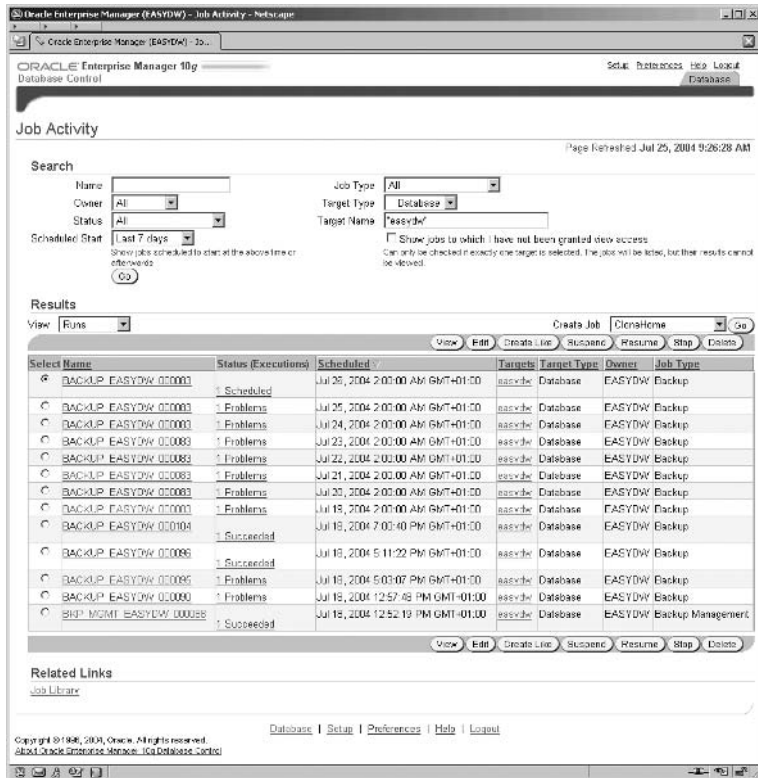 Oracle Enterprise Manager (EASYDW) - Job Activity - Netscape
Oracle Enterprise Manager (EASYDW) - Jo...
ORACLE Enterprise Manager 10g
Database Control
Setup Preferences Help Logout
Database
Job Activity
Page Refreshed Jul 25, 2004 9:26:28 AM
Search
Name
Job Type All
Owner All
Target Type Database
Status All
Target Name "easydw"
Scheduled Start Last 7 days
Show jobs to which I have not been granted view access
Show jobs scheduled to start at the above time or afterwards
Can only be checked if exactly one target is selected. The jobs will be listed, but their results cannot be viewed.
Go
Results
View Runs
Create Job CloneHome Go
View Edit Create Like Suspend Resume Stop Delete
Select Name Status (Executions) Scheduled Targets Target Type Owner Job Type
BACKUP_EASYDW_000083 1 Scheduled Jul 26, 2004 2:00:00 AM GMT+01:00 easydw Database EASYDW Backup
BACKUP_EASYDW_000083 1 Problems Jul 25, 2004 2:00:00 AM GMT+01:00 easydw Database EASYDW Backup
BACKUP_EASYDW_000083 1 Problems Jul 24, 2004 2:00:00 AM GMT+01:00 easydw Database EASYDW Backup
BACKUP_EASYDW_000083 1 Problems Jul 23, 2004 2:00:00 AM GMT+01:00 easydw Database EASYDW Backup
BACKUP_EASYDW_000083 1 Problems Jul 22, 2004 2:00:00 AM GMT+01:00 easydw Database EASYDW Backup
BACKUP_EASYDW_000083 1 Problems Jul 21, 2004 2:00:00 AM GMT+01:00 easydw Database EASYDW Backup
BACKUP_EASYDW_000083 1 Problems Jul 20, 2004 2:00:00 AM GMT+01:00 easydw Database EASYDW Backup
BACKUP_EASYDW_000083 1 Problems Jul 19, 2004 2:00:00 AM GMT+01:00 easydw Database EASYDW Backup
BACKUP_EASYDW_000104 1 Succeeded Jul 18, 2004 7:00:40 PM GMT+01:00 easydw Database EASYDW Backup
BACKUP_EASYDW_000096 1 Succeeded Jul 18, 2004 5:11:22 PM GMT+01:00 easydw Database EASYDW Backup
BACKUP_EASYDW_000095 1 Problems Jul 18, 2004 5:03:07 PM GMT+01:00 easydw Database EASYDW Backup
BACKUP_EASYDW_000090 1 Problems Jul 18, 2004 12:57:48 PM GMT+01:00 easydw Database EASYDW Backup
BKP_MGMT_EASYDW_000088 1 Succeeded Jul 18, 2004 12:52:19 PM GMT+01:00 easydw Database EASYDW Backup Management
View Edit Create Like Suspend Resume Stop Delete
Related Links
Job Library
Database | Setup | Preferences | Help | Logout
Copyright © 1996, 2004, Oracle. All rights reserved.
About Oracle Enterprise Manager 10g Database Control